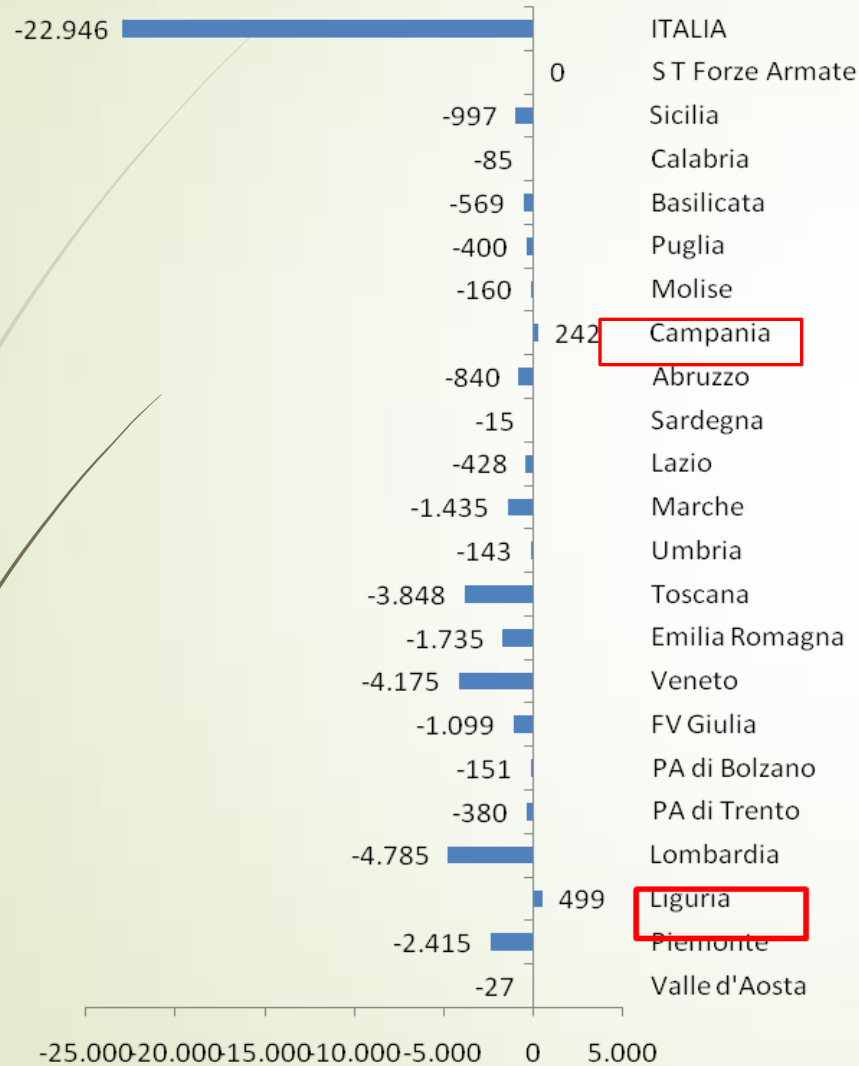 -22.946 ITALIA
0 S T Forze Armate
-997 Sicilia
-85 Calabria
-569 Basilicata
-400 Puglia
-160 Molise
242 Campania
-840 Abruzzo
-15 Sardegna
-428 Lazio
-1.435 Marche
-143 Umbria
-3.848 Toscana
-1.735 Emilia Romagna
-4.175 Veneto
-1.099 FV Giulia
-151 PA di Bolzano
-380 PA di Trento
-4.785 Lombardia
499 Liguria
-2.415 Piemonte
-27 Valle d'Aosta
-25.000 -20.000 -15.000 -10.000 -5.000 0 5.000